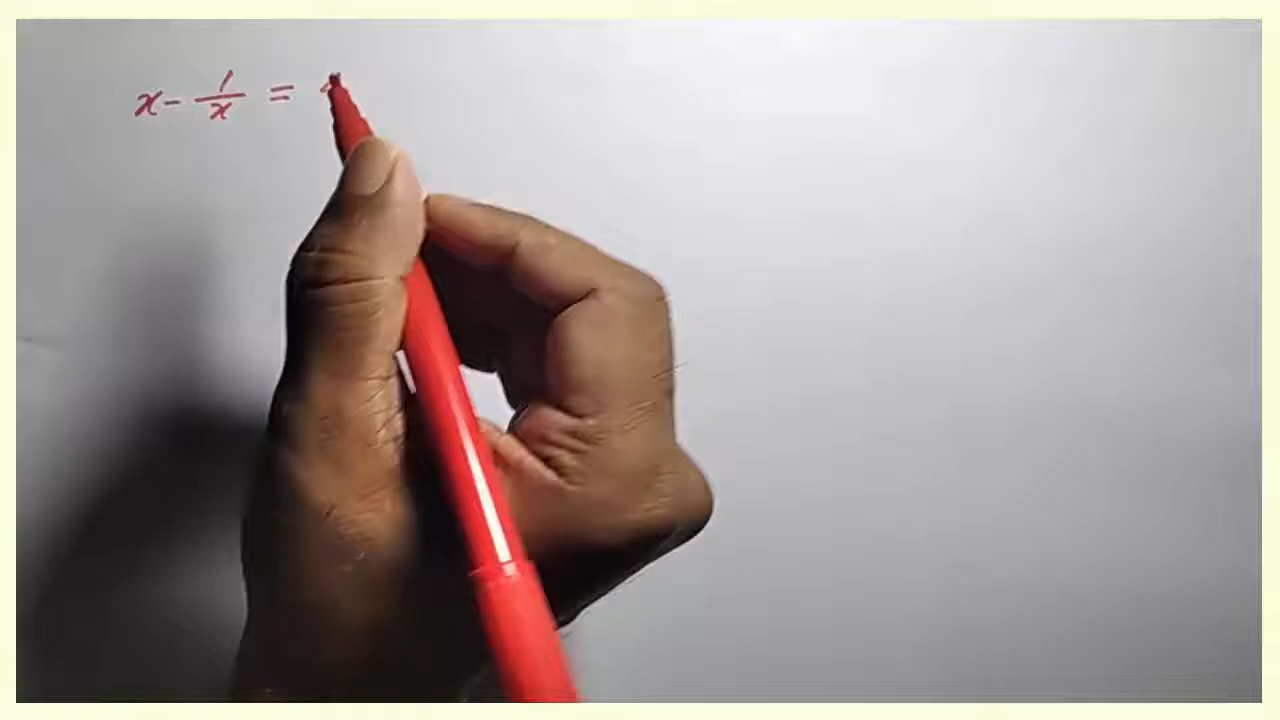 x - 1/x =